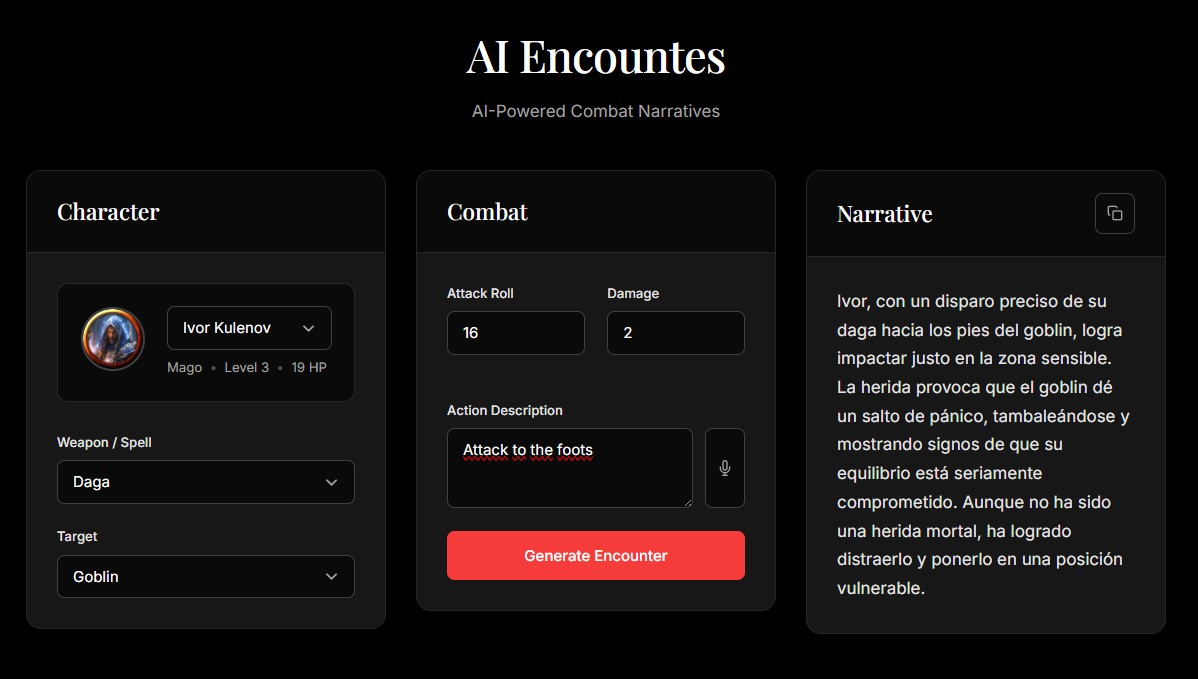 AI Encountes
AI-Powered Combat Narratives
Character
Ivor Kulenov
Mago • Level 3 • 19 HP
Weapon / Spell
Daga
Target
Goblin
Combat
Attack Roll
Damage
16
2
Action Description
Attack to the foots
Generate Encounter
Narrative
Ivor, con un disparo preciso de su
daga hacia los pies del goblin, logra
impactar justo en la zona sensible.
La herida provoca que el goblin dé
un salto de pánico, tambaleándose y
mostrando signos de que su
equilibrio está seriamente
comprometido. Aunque no ha sido
una herida mortal, ha logrado
distraerlo y ponerlo en una posición
vulnerable.